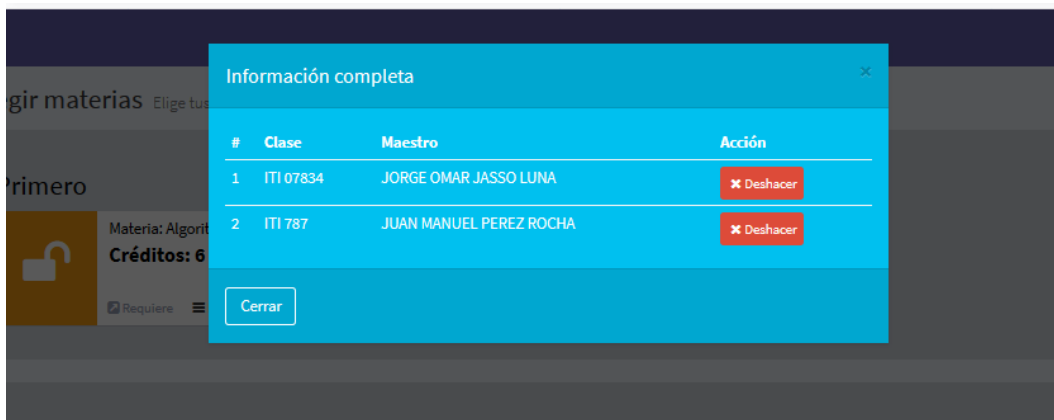 Información completa ×
egir materias Elige tus
# Clase Maestro Acción
1 ITI 07834 JORGE OMAR JASSO LUNA ✖ Deshacer
Primero
2 ITI 787 JUAN MANUEL PEREZ ROCHA ✖ Deshacer
Materia: Algorit
Créditos: 6
Requiere
Cerrar